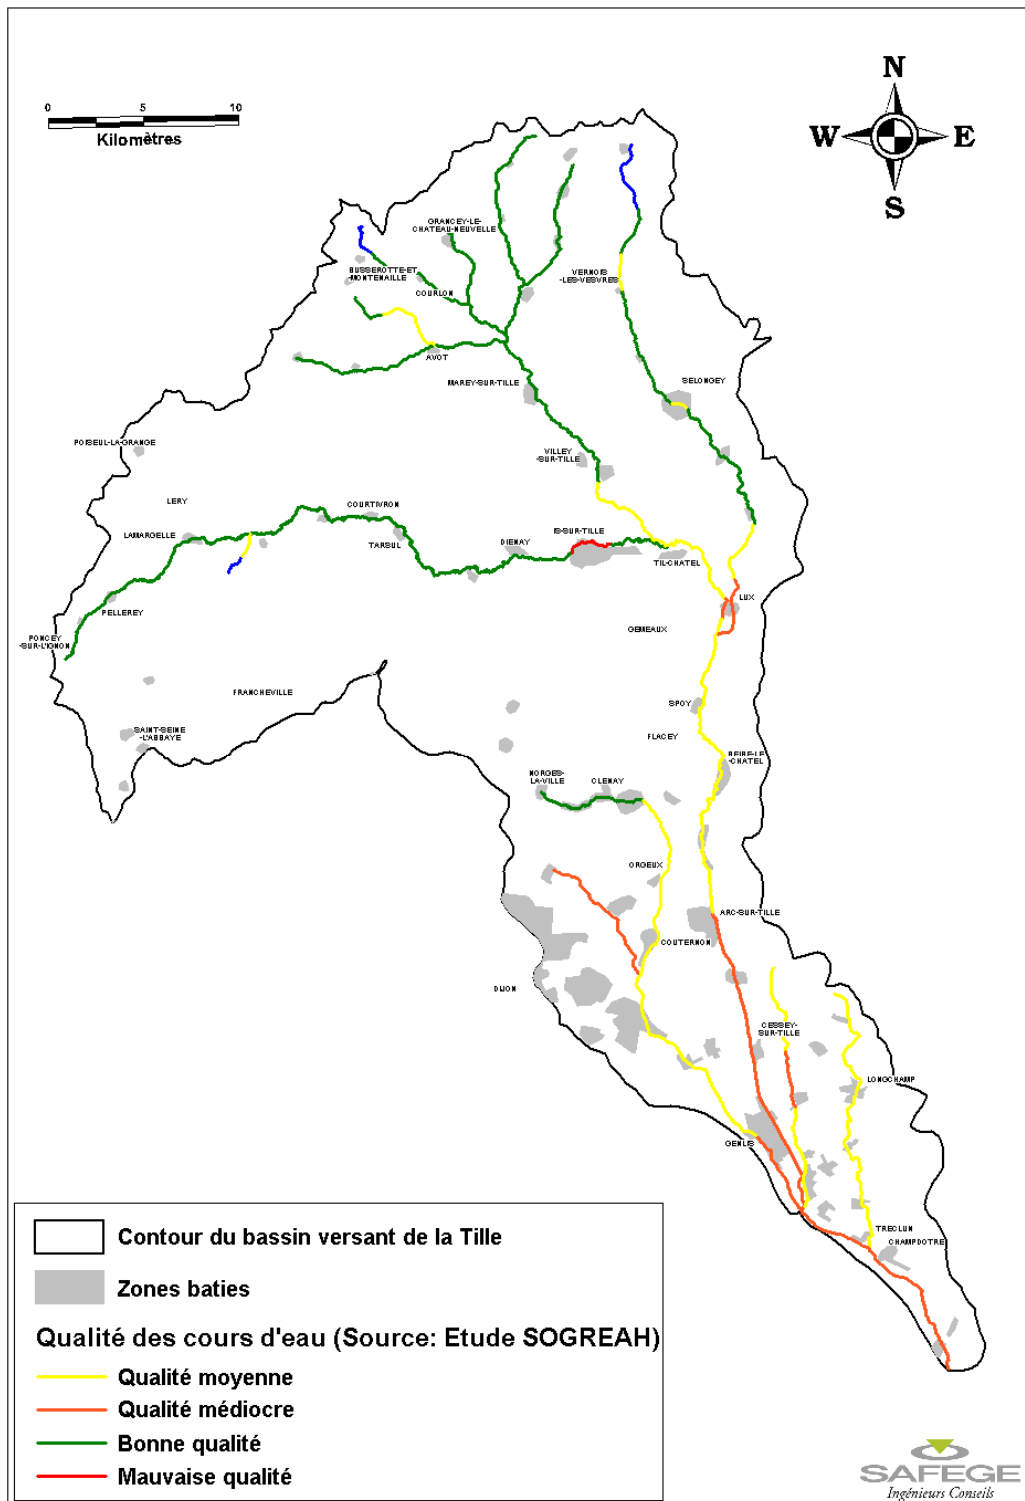 N
0 5 10
Kilomètres
W E
S
GRANCEY-LE-
CHATEAU-NEUVELLE
BUSSEROTTE-ET
-MONTENAILLE
COURLON
VERNOIS
-LES-VESVRES
AVOT
MAREY-SUR-TILLE
SELONGEY
POISEUL-LA-GRANGE
VILLEY
-SUR-TILLE
LERY
COURTIVRON
LAMARGELLE
TARSUL
DIENAY
IS-SUR-TILLE
TIL-CHATEL
LUX
PELLEREY
GEMEAUX
PONCEY
-SUR-L'IGNON
FRANCHEVILLE
SPOY
SAINT-SEINE
-L'ABBAYE
FLACEY
BEIRE-LE
-CHATEL
NORGES-
LA-VILLE
CLENAY
ORGEUX
ARC-SUR-TILLE
COUTERNON
DIJON
CESSEY-
SUR-TILLE
LONGCHAMP
GENLIS
TRECLUN
CHAMPDOTRE
Contour du bassin versant de la Tille
Zones baties
Qualité des cours d'eau (Source: Etude SOGREAH)
Qualité moyenne
Qualité médiocre
Bonne qualité
Mauvaise qualité
SAFEGE
Ingénieurs Conseils